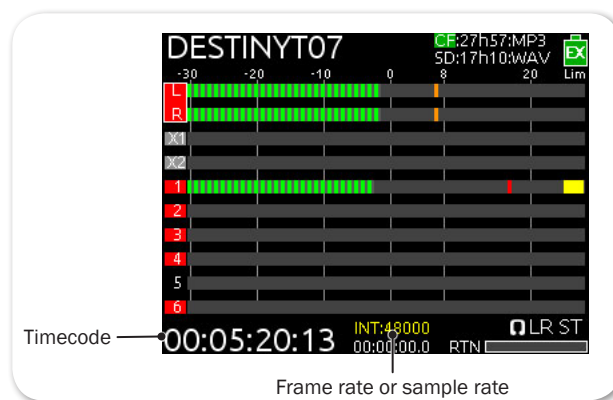 DESTINYT07
CF:27h57:MP3
SD:17h10:WAV
EX
-30 -20 -10 0 8 20 Lim
L
R
X1
X2
1
2
3
4
5
6
Timecode
00:05:20:13
INT:48000
00:00:00.0
RTN
LR ST
Frame rate or sample rate